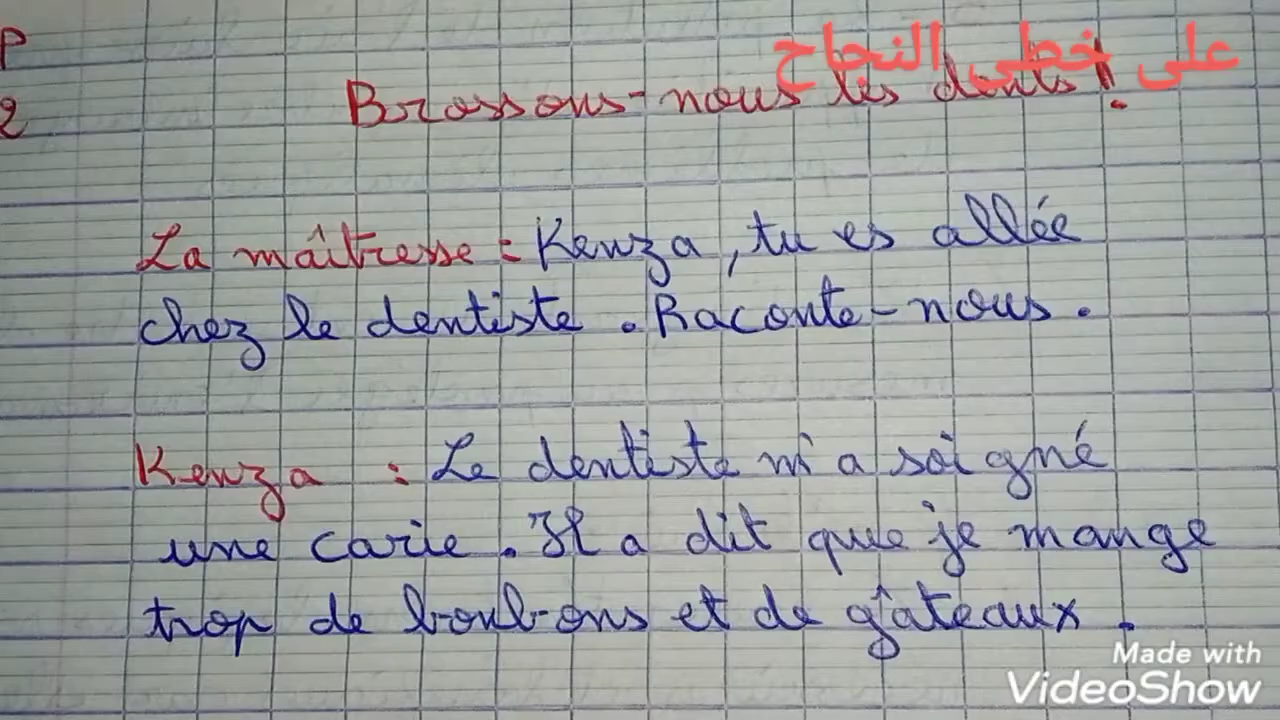 على خطى النجاح
P
2
Brossons-nous les dents !
La maîtresse : Kenza, tu es allée
chez le dentiste. Raconte-nous.
Kenza : Le dentiste m'a soigné
une carie. Il a dit que je mange
trop de bonbons et de gâteaux.
Made with
VideoShow